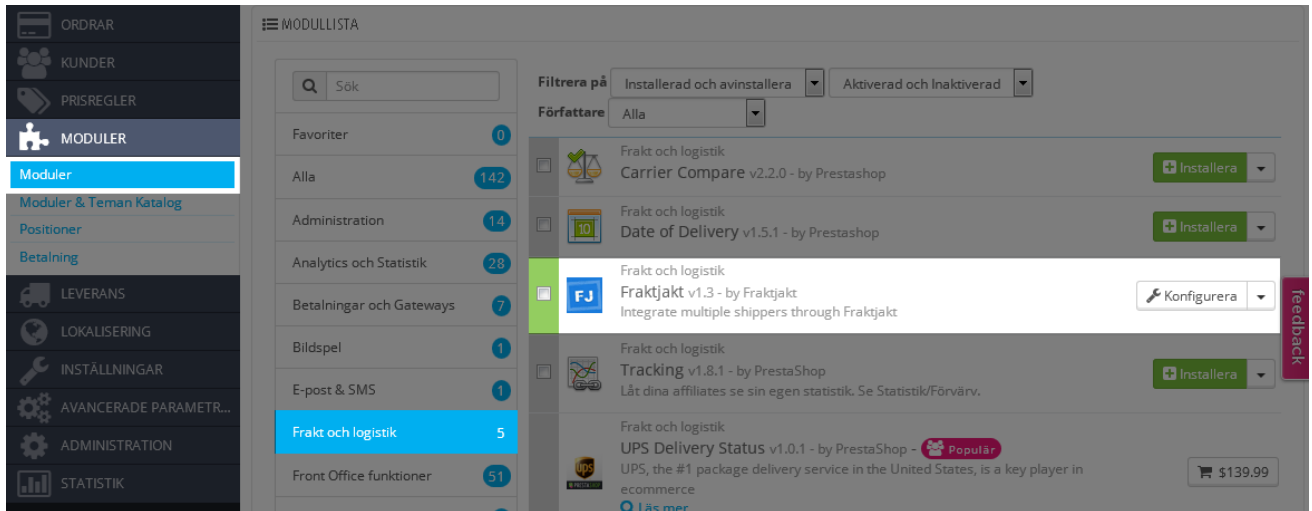 ORDRAR
KUNDER
PRISREGLER
MODULER
Moduler
Moduler & Teman Katalog
Positioner
Betalning
LEVERANS
LOKALISERING
INSTÄLLNINGAR
AVANCERADE PARAMETR...
ADMINISTRATION
STATISTIK
MODULLISTA
Sök
Favoriter 0
Alla 142
Administration 14
Analytics och Statistik 28
Betalningar och Gateways 7
Bildspel 1
E-post & SMS 1
Frakt och logistik 5
Front Office funktioner 51
Filtrera på Installerad och avinstallera Aktiverad och Inaktiverad
Författare Alla
Frakt och logistik
Carrier Compare v2.2.0 - by Prestashop
Installera
Frakt och logistik
10
Date of Delivery v1.5.1 - by Prestashop
Installera
Frakt och logistik
FJ
Fraktjakt v1.3 - by Fraktjakt
Integrate multiple shippers through Fraktjakt
Konfigurera
Frakt och logistik
Tracking v1.8.1 - by PrestaShop
Låt dina affiliates se sin egen statistik. Se Statistik/Förvärv.
Installera
Frakt och logistik
UPS Delivery Status v1.0.1 - by PrestaShop - Populär
ups
UPS, the #1 package delivery service in the United States, is a key player in
ecommerce
Läs mer
$139.99
feedback